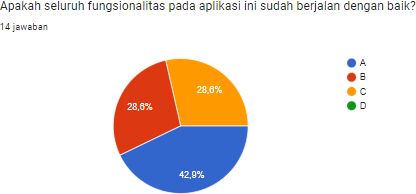 Apakah seluruh fungsionalitas pada aplikasi ini sudah berjalan dengan baik?
14 jawaban
A
B
C
D
28,6%
28,6%
42,9%